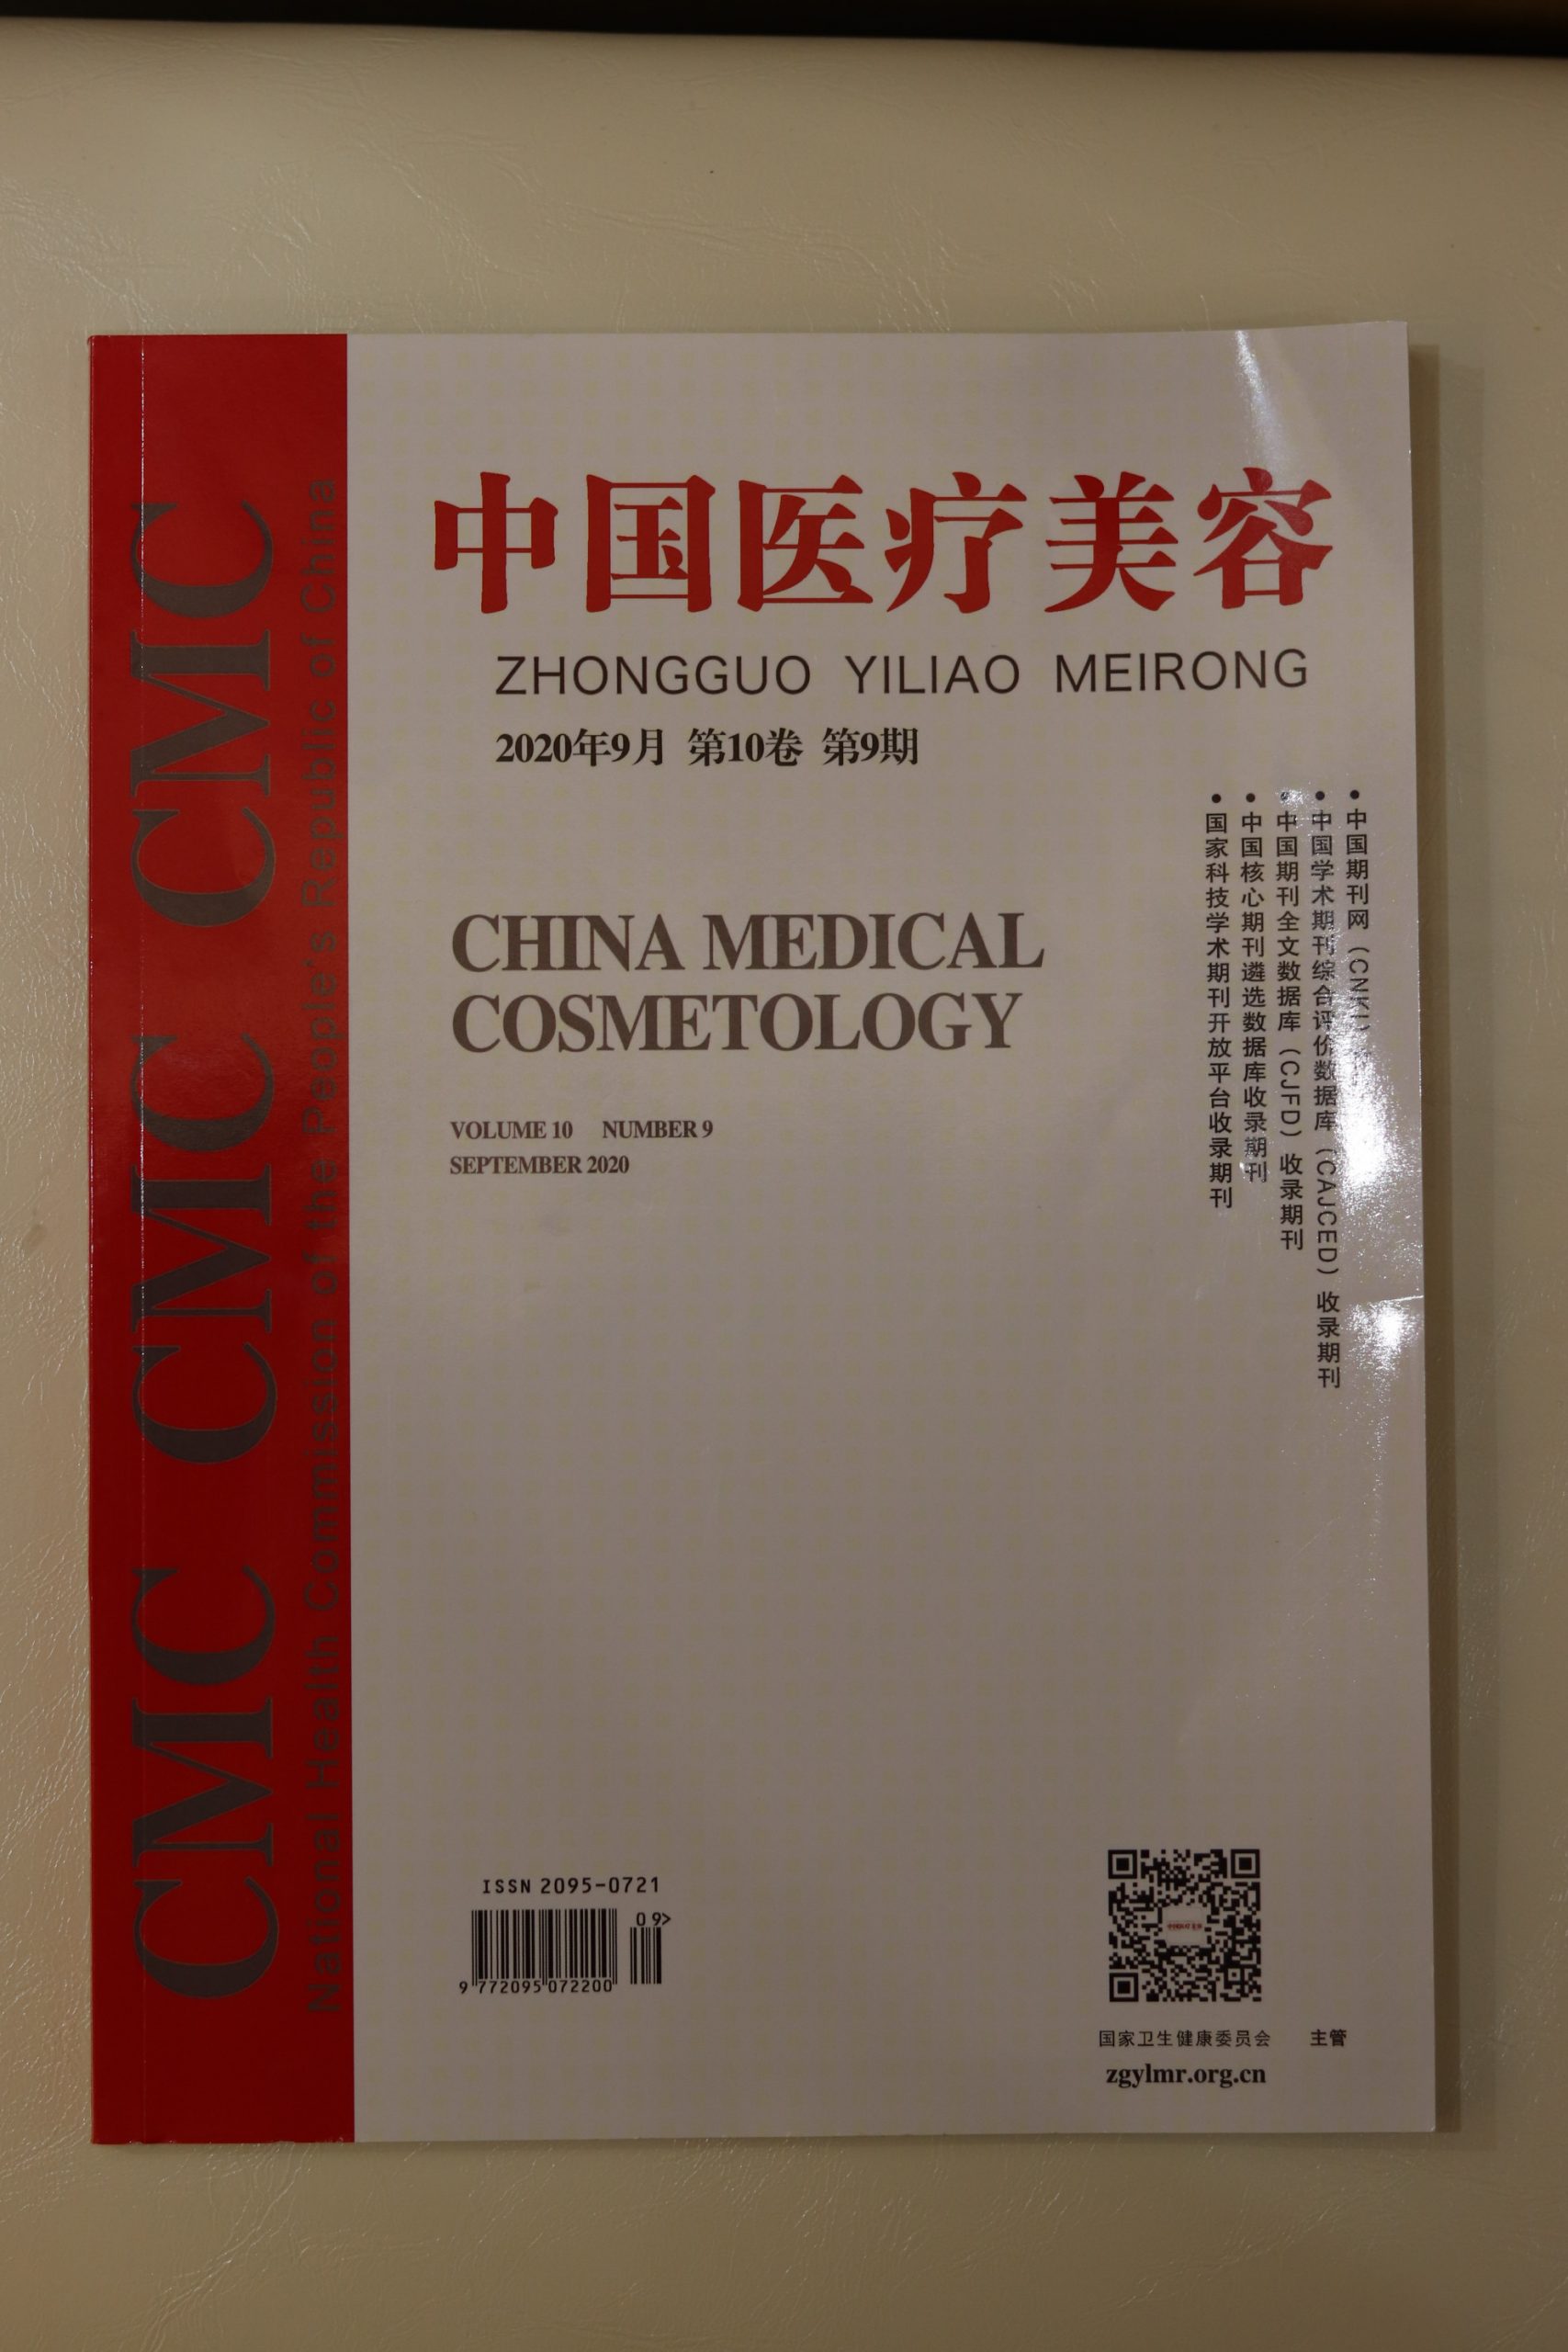 CMC CMC CMC
National Health Commission of the People's Republic of China
中国医疗美容
ZHONGGUO YILIAO MEIRONG
2020年9月 第10卷 第9期
CHINA MEDICAL
COSMETOLOGY
VOLUME 10 NUMBER 9
SEPTEMBER 2020
• 中国期刊网（CNKI）
• 中国学术期刊综合评价数据库（CAJCED）收录期刊
• 中国期刊全文数据库（CJFD）收录期刊
• 中国核心期刊遴选数据库收录期刊
• 国家科技学术期刊开放平台收录期刊
ISSN 2095-0721
09>
9 772095 072200
国家卫生健康委员会 主管
zgylmr.org.cn